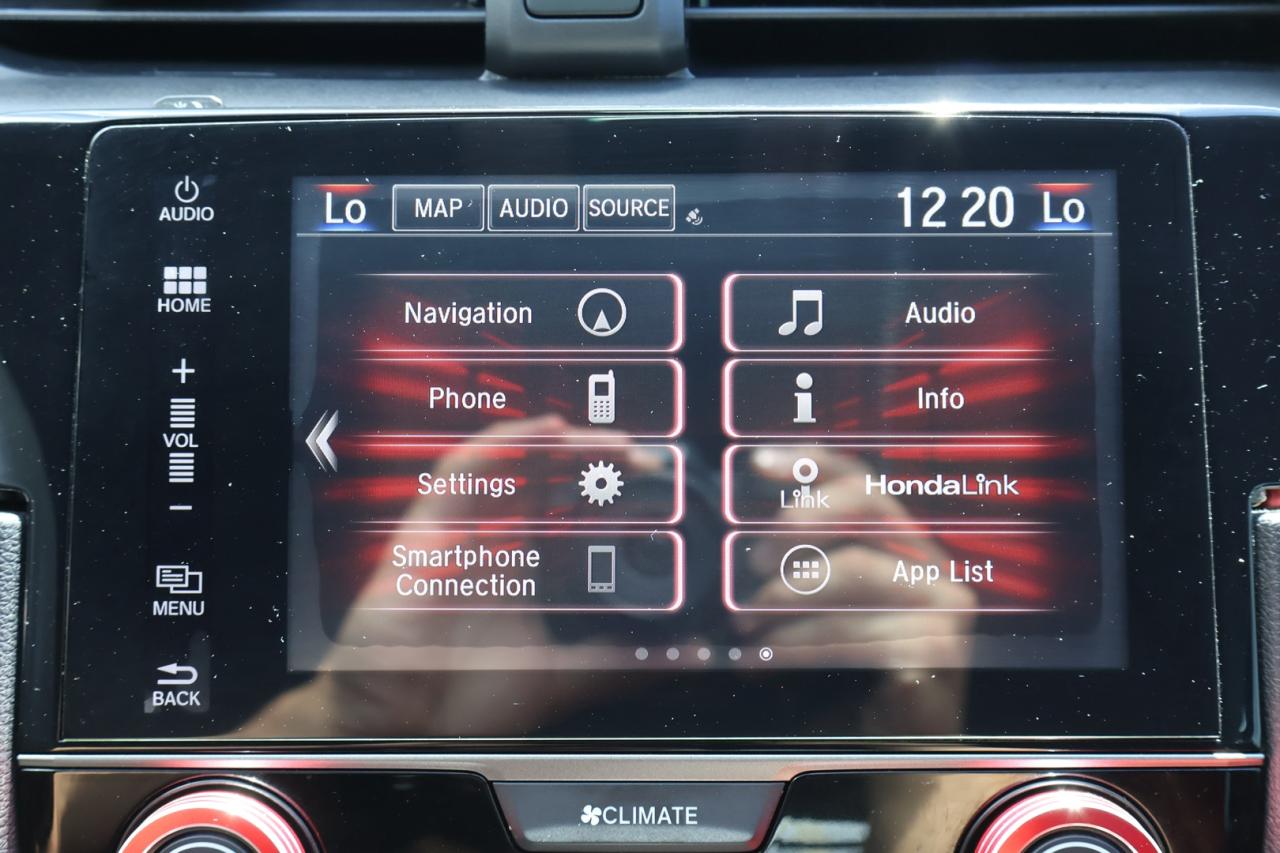 AUDIO
HOME
+
VOL
-
MENU
BACK
Lo MAP AUDIO SOURCE 12 20 Lo
Navigation
Audio
Phone
Info
Settings
Link HondaLink
Smartphone
Connection
App List
CLIMATE